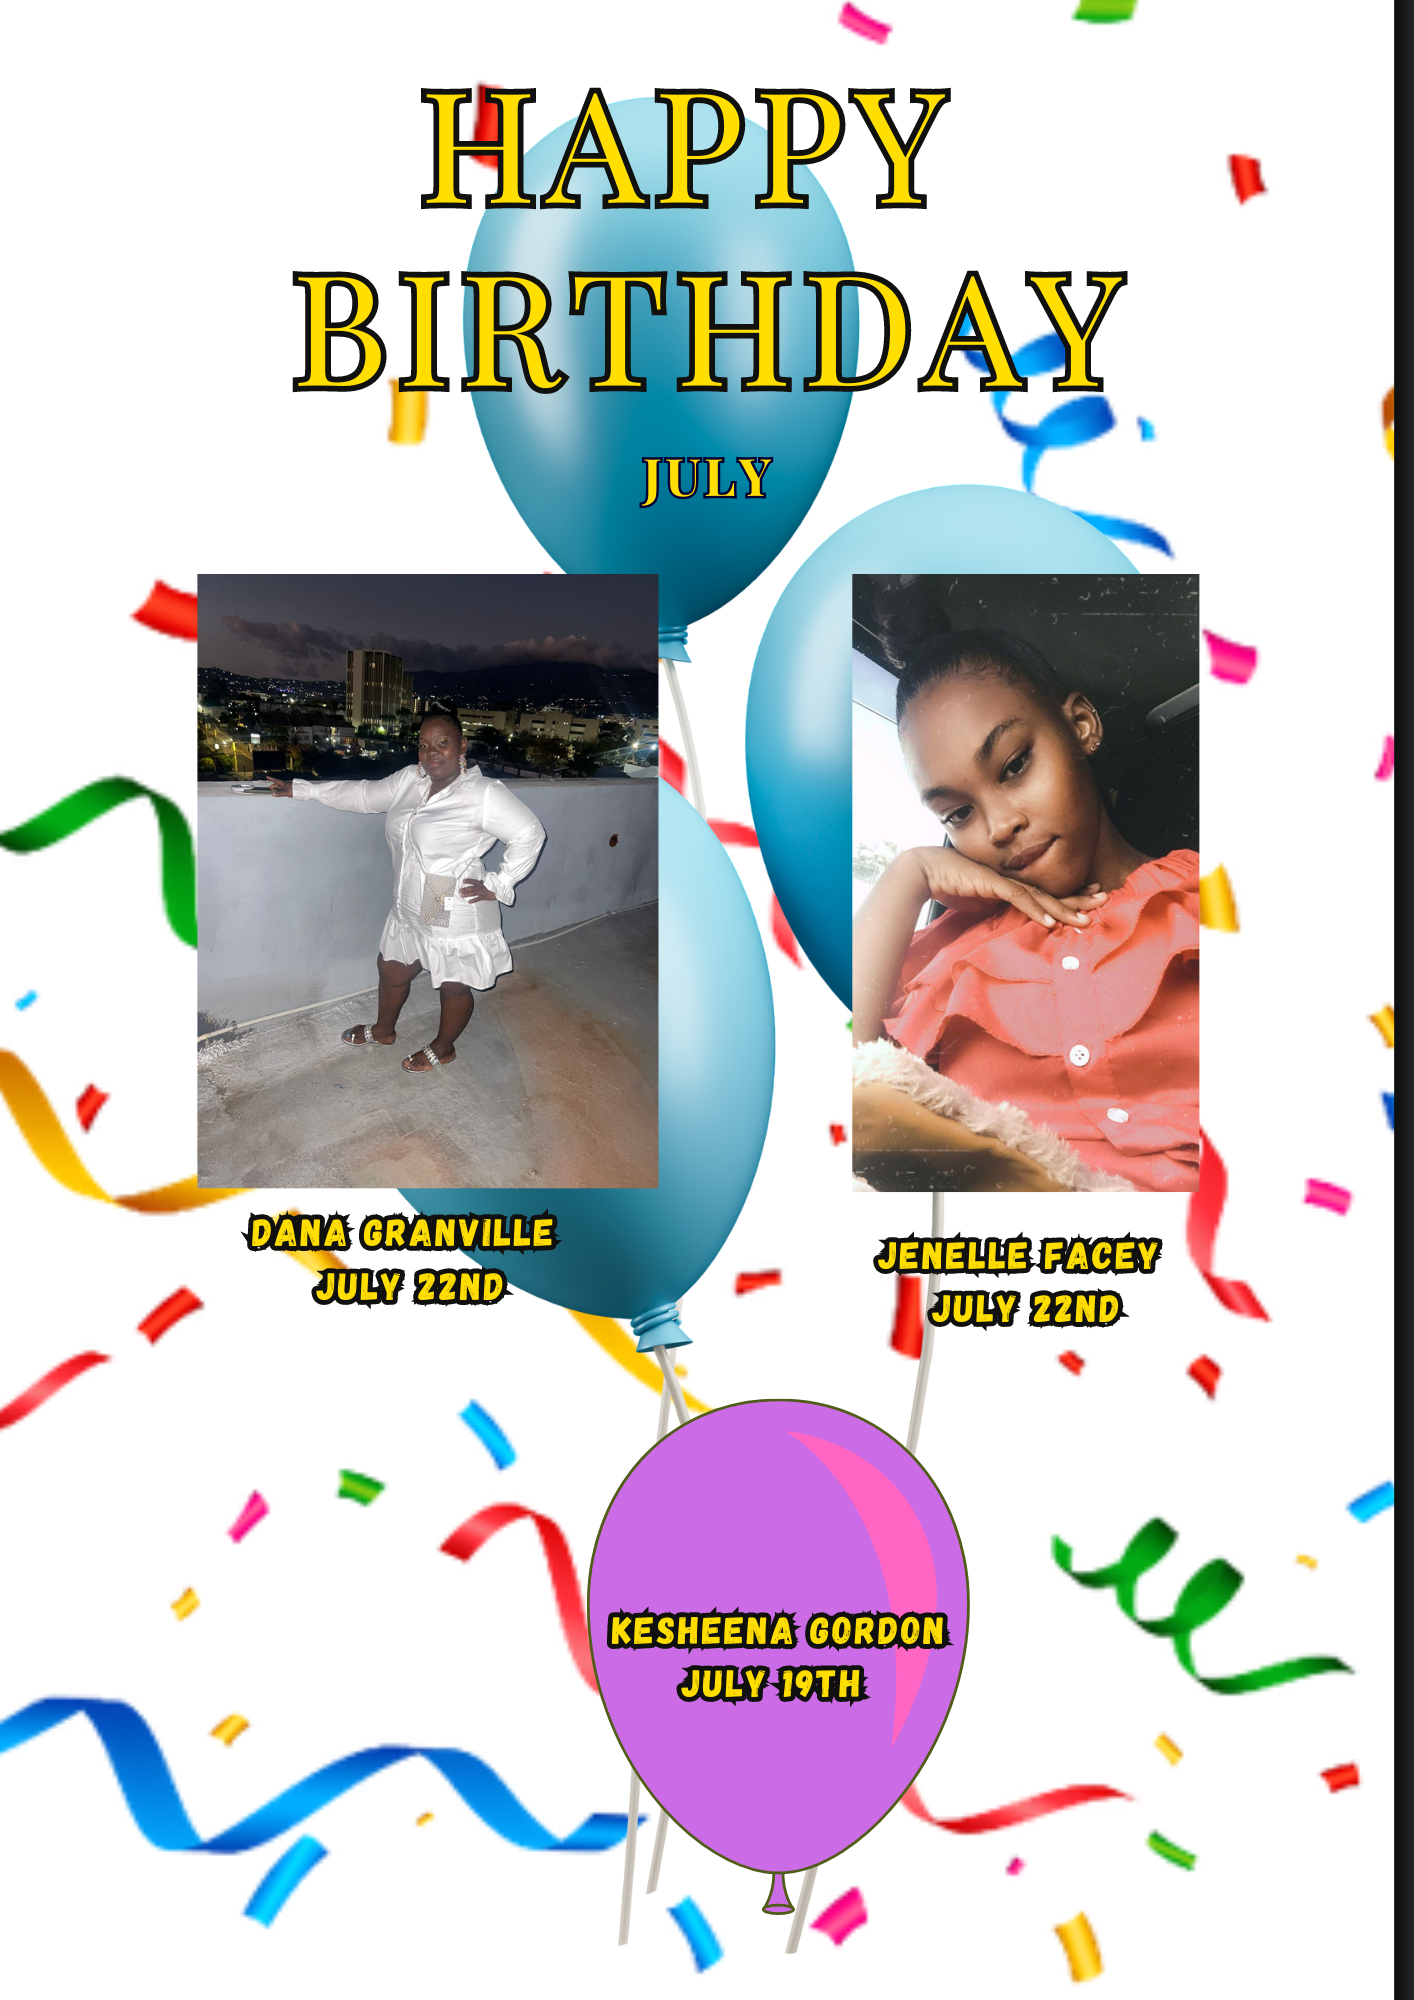 HAPPY
BIRTHDAY
JULY
DANA GRANVILLE
JULY 22ND
JENELLE FACEY
JULY 22ND
KESHEENA GORDON
JULY 19TH